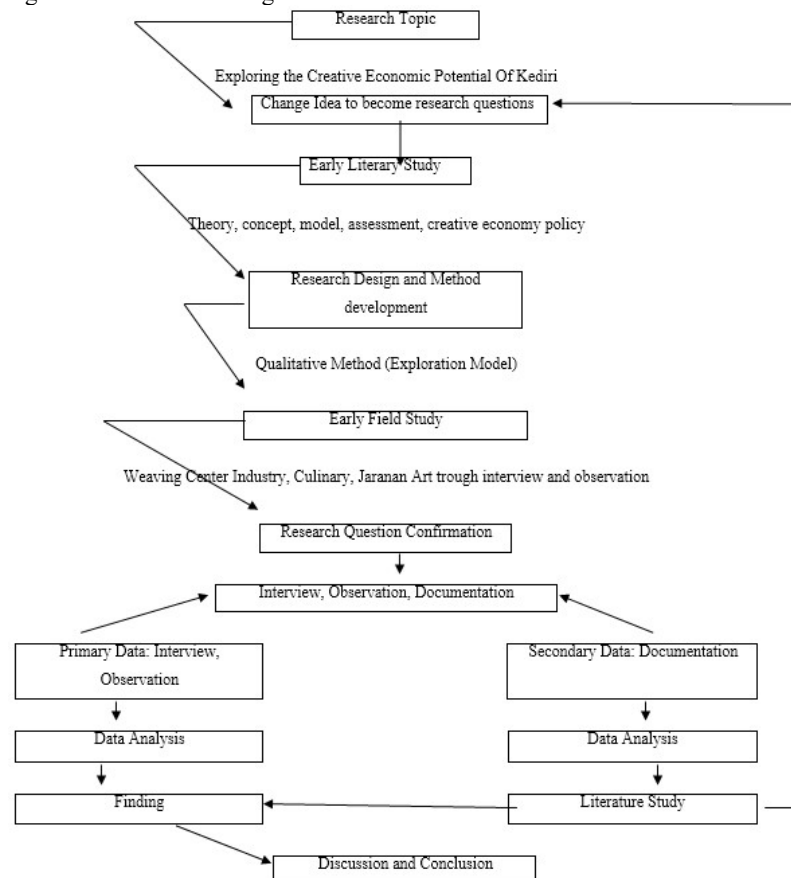 Research Topic
Exploring the Creative Economic Potential Of Kediri
Change Idea to become research questions
Early Literary Study
Theory, concept, model, assessment, creative economy policy
Research Design and Method
development
Qualitative Method (Exploration Model)
Early Field Study
Weaving Center Industry, Culinary, Jaranan Art trough interview and observation
Research Question Confirmation
Interview, Observation, Documentation
Primary Data: Interview,
Observation
Secondary Data: Documentation
Data Analysis
Data Analysis
Finding
Literature Study
Discussion and Conclusion